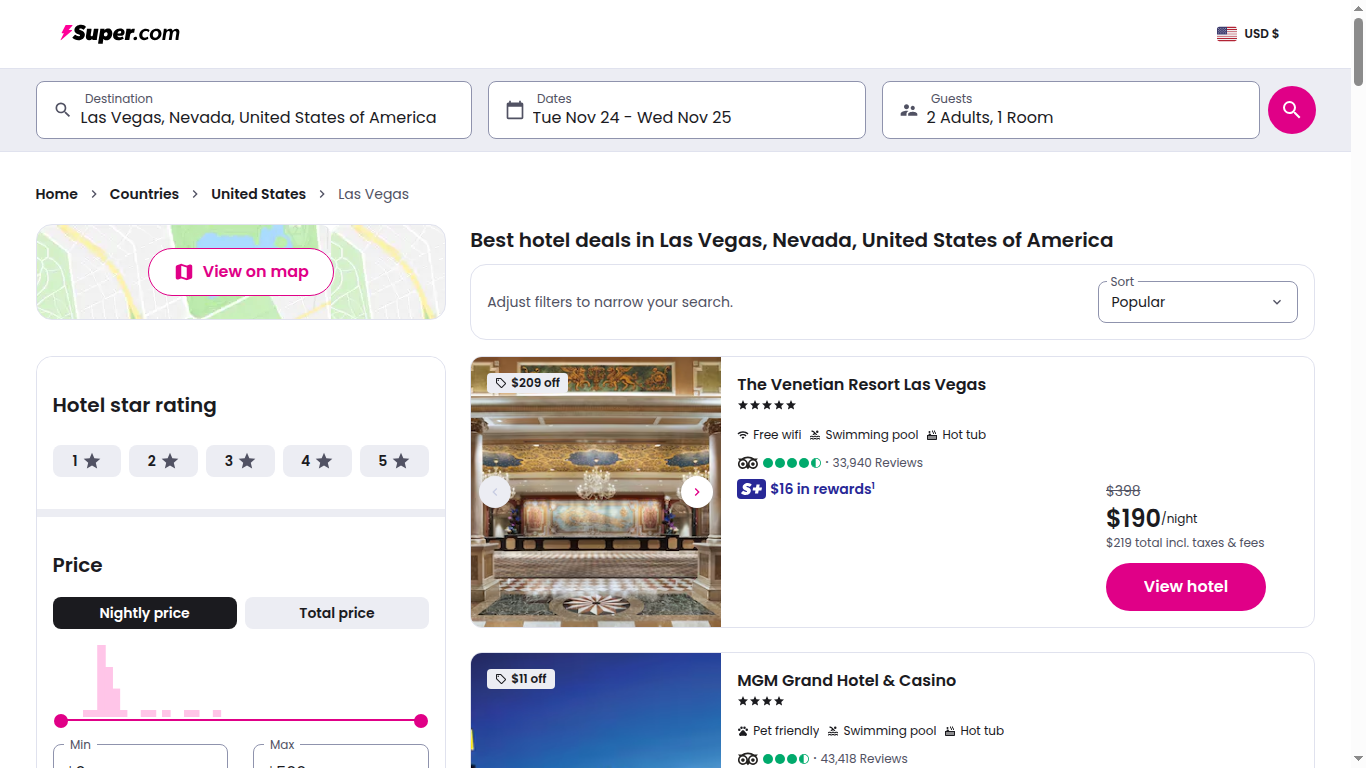 Super.com
USD $
Destination
Las Vegas, Nevada, United States of America
Dates
Tue Nov 24 - Wed Nov 25
Guests
2 Adults, 1 Room
Home > Countries > United States > Las Vegas
View on map
Best hotel deals in Las Vegas, Nevada, United States of America
Adjust filters to narrow your search.
Sort
Popular
Hotel star rating
1
2
3
4
5
Price
Nightly price
Total price
Min
Max
$209 off
The Venetian Resort Las Vegas
Free wifi
Swimming pool
Hot tub
· 33,940 Reviews
S+ $16 in rewards¹
$398
$190/night
$219 total incl. taxes & fees
View hotel
$11 off
MGM Grand Hotel & Casino
Pet friendly
Swimming pool
Hot tub
· 43,418 Reviews